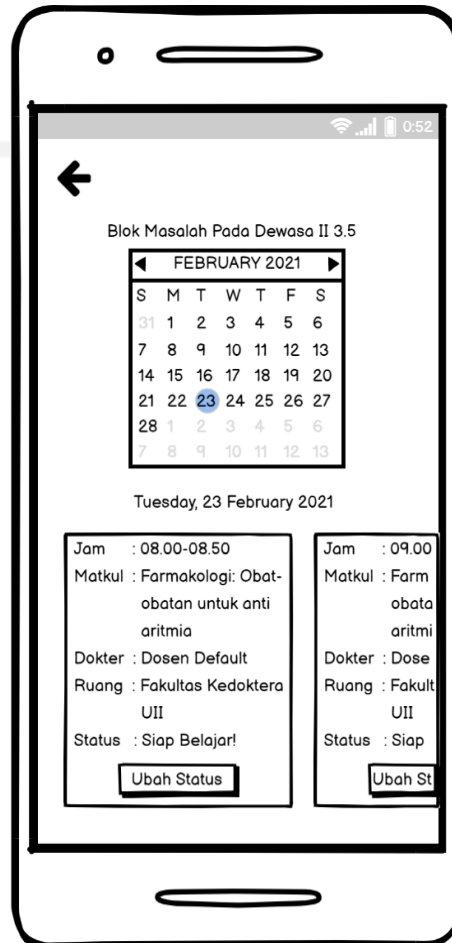 0:52
Blok Masalah Pada Dewasa II 3.5
FEBRUARY 2021
S M T W T F S
31 1 2 3 4 5 6
7 8 9 10 11 12 13
14 15 16 17 18 19 20
21 22 23 24 25 26 27
28 1 2 3 4 5 6
7 8 9 10 11 12 13
Tuesday, 23 February 2021
Jam : 08.00-08.50
Matkul : Farmakologi: Obat-
obatan untuk anti
aritmia
Dokter : Dosen Default
Ruang : Fakultas Kedoktera
UII
Status : Siap Belajar!
Ubah Status
Jam : 09.00
Matkul : Farm
obata
aritmi
Dokter : Dose
Ruang : Fakult
UII
Status : Siap
Ubah St